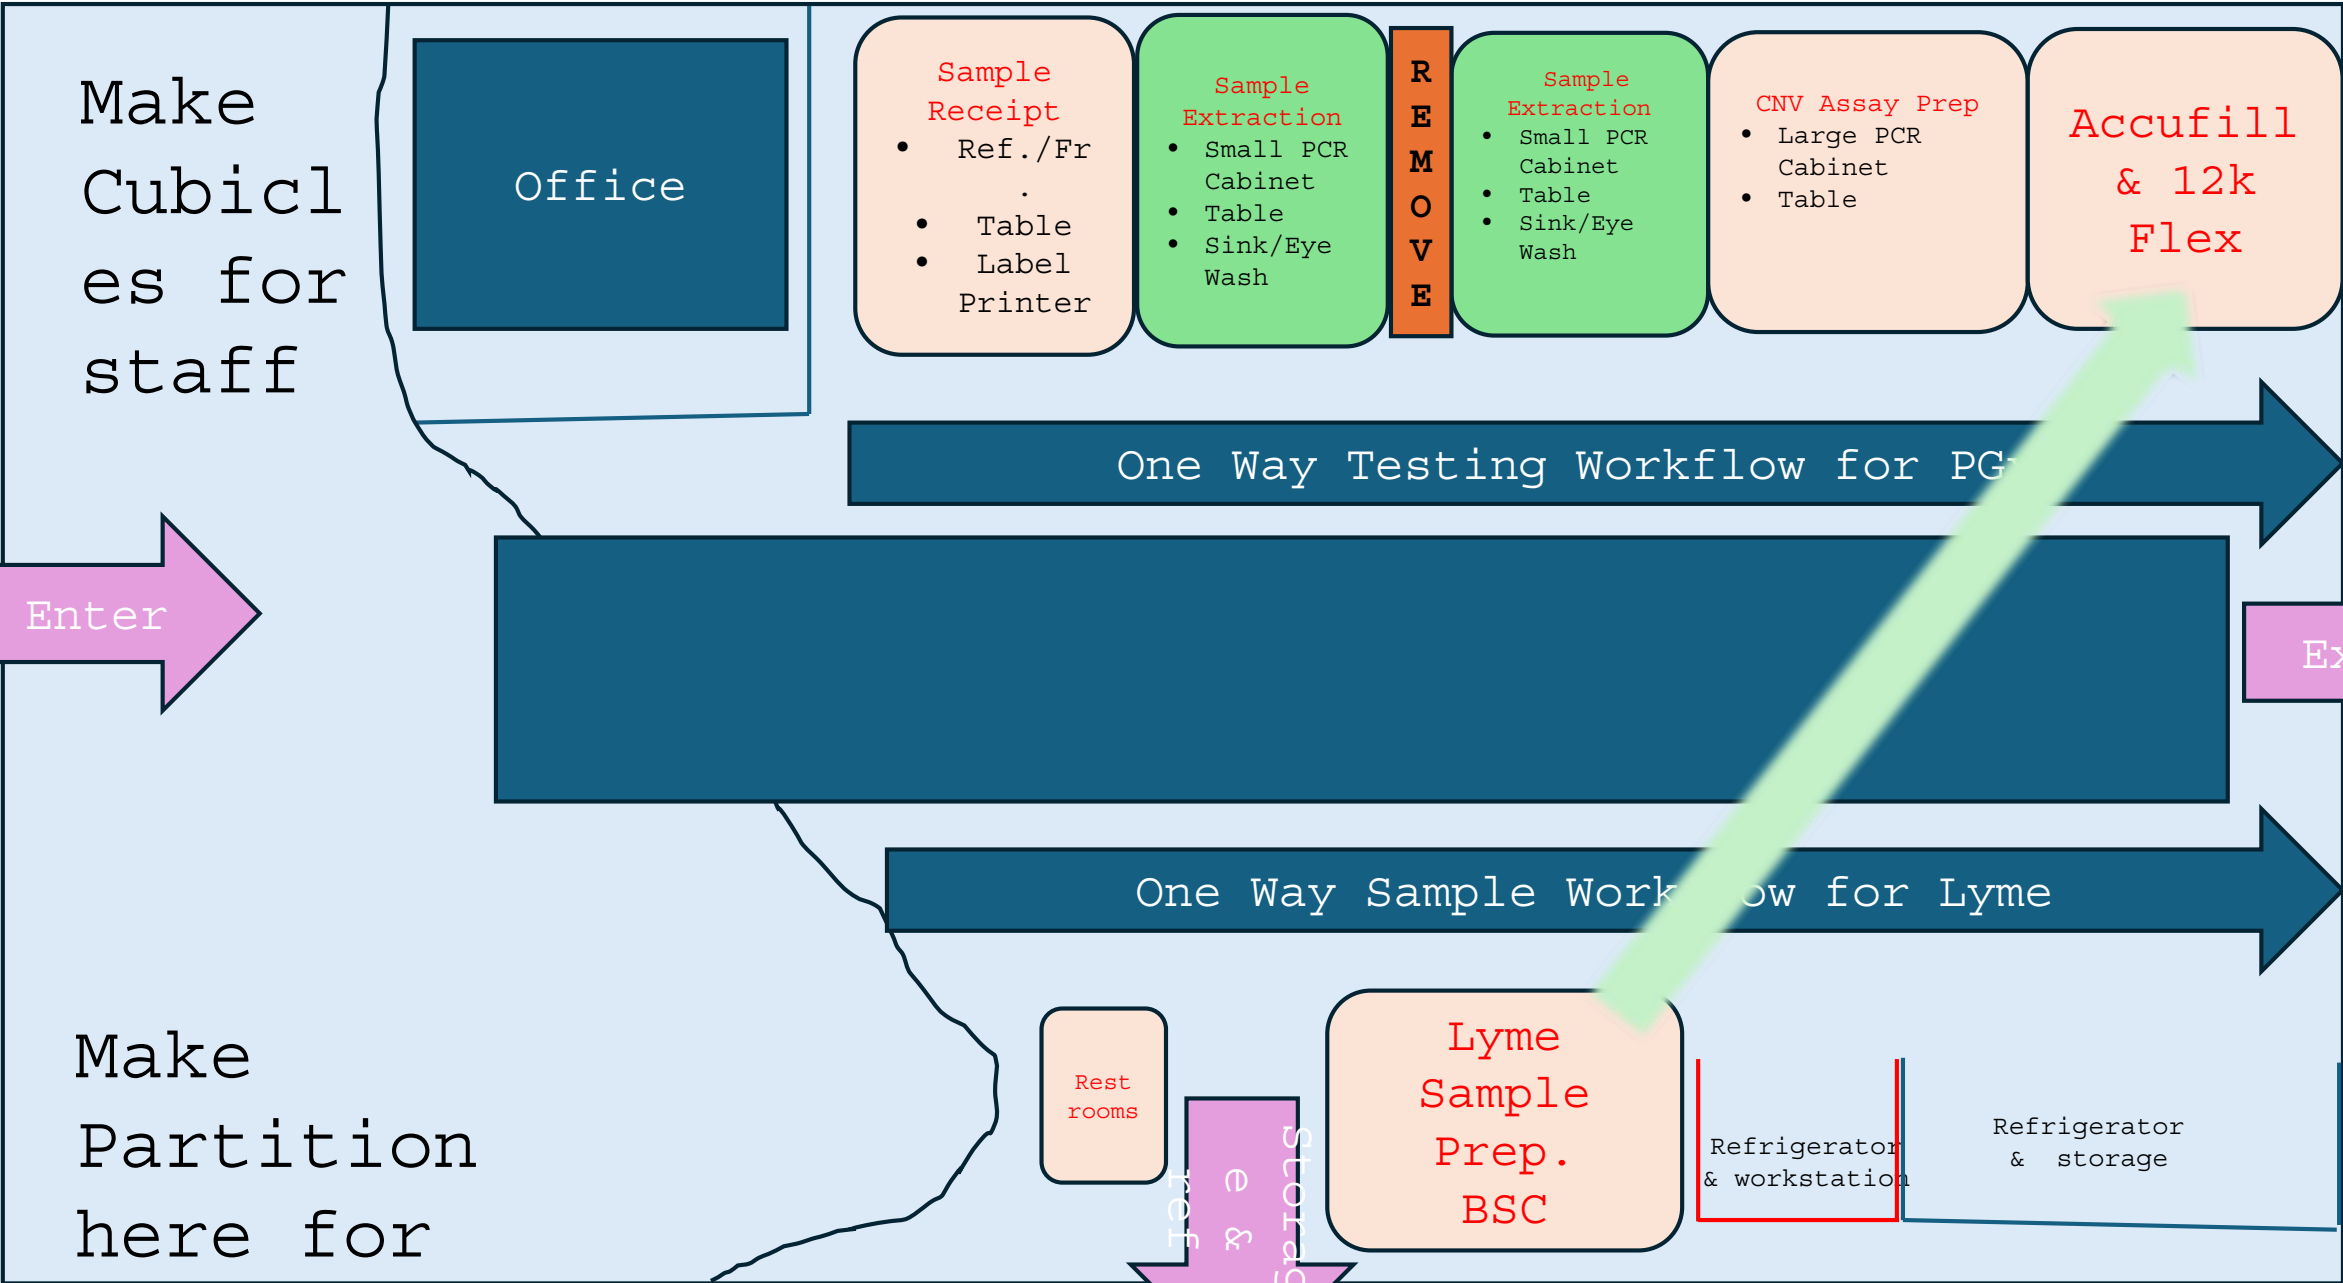 Make
Cubicl
es for
staff
Office
Sample
Receipt
• Ref./Fr
.
• Table
• Label
Printer
Sample
Extraction
• Small PCR
Cabinet
• Table
• Sink/Eye
Wash
R
E
M
O
V
E
Sample
Extraction
• Small PCR
Cabinet
• Table
• Sink/Eye
Wash
CNV Assay Prep
• Large PCR
Cabinet
• Table
Accufill
& 12k
Flex
One Way Testing Workflow for
Enter
Ex
One Way Sample Workflow for Lyme
Make
Partition
here for
Rest
rooms
Storag
e &
ref
Lyme
Sample
Prep.
BSC
Refrigerator
& workstation
Refrigerator
& storage